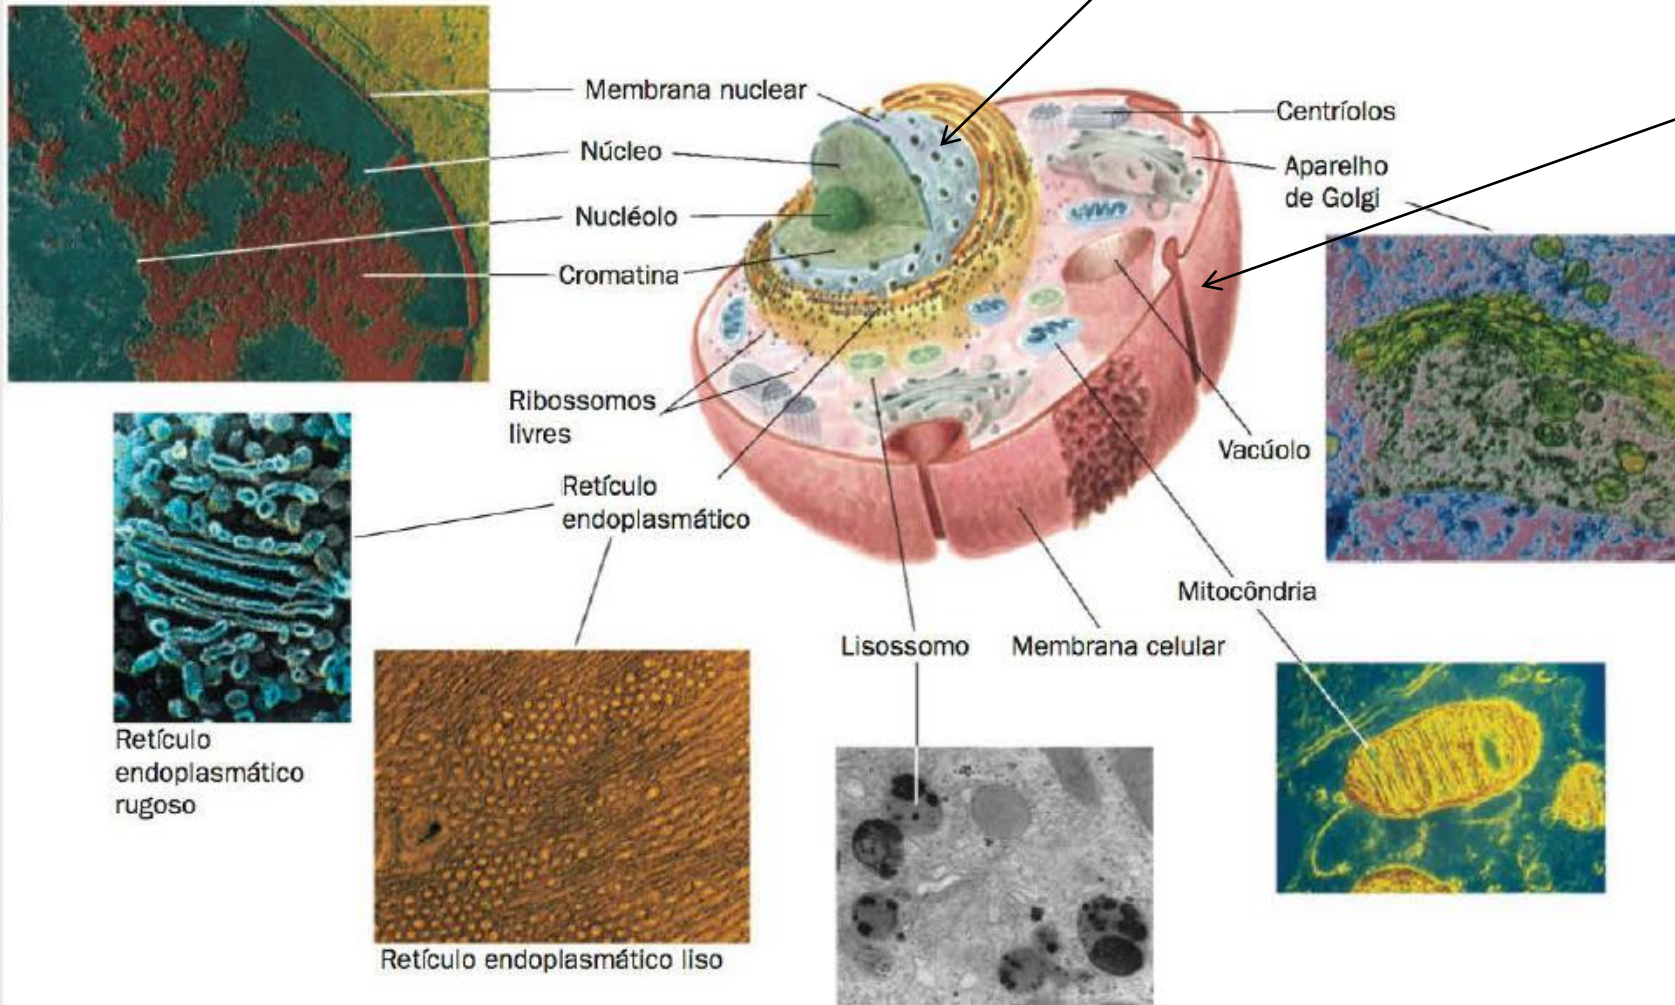 Membrana nuclear
Núcleo
Nucléolo
Cromatina
Ribossomos
livres
Retículo
endoplasmático
Centríolos
Aparelho
de Golgi
Vacúolo
Mitocôndria
Lisossomo
Membrana celular
Retículo
endoplasmático
rugoso
Retículo endoplasmático liso